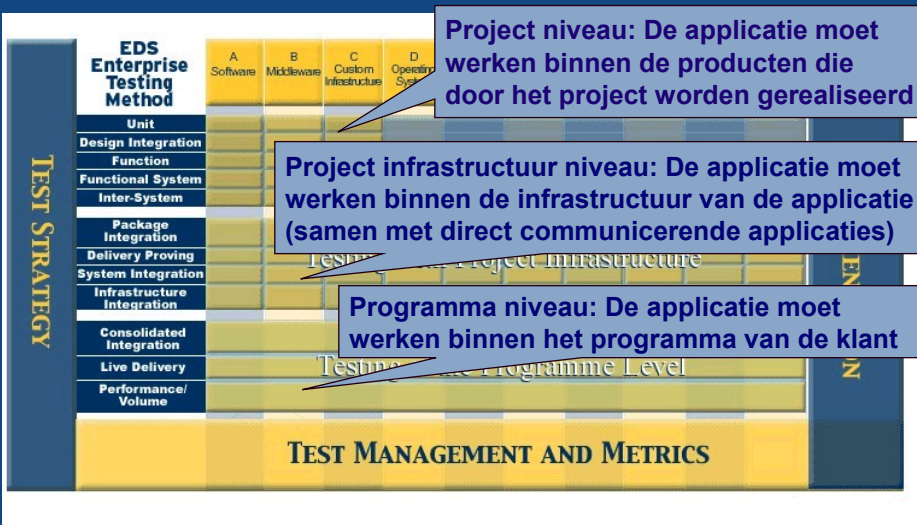 EDS
Enterprise
Testing
Method
A
Software
B
Middleware
C
Custom
Infrastructure
D
Operating
Project niveau: De applicatie moet
werken binnen de producten die
door het project worden gerealiseerd
TEST STRATEGY
Unit
Design Integration
Function
Functional System
Inter-System
Project infrastructuur niveau: De applicatie moet
werken binnen de infrastructuur van de applicatie
(samen met direct communicerende applicaties)
Package
Integration
Delivery Proving
System Integration
Infrastructure
Integration
Project Infrastructure
Programma niveau: De applicatie moet
werken binnen het programma van de klant
Consolidated
Integration
Live Delivery
Performance/
Volume
Programme Level
TEST MANAGEMENT AND METRICS